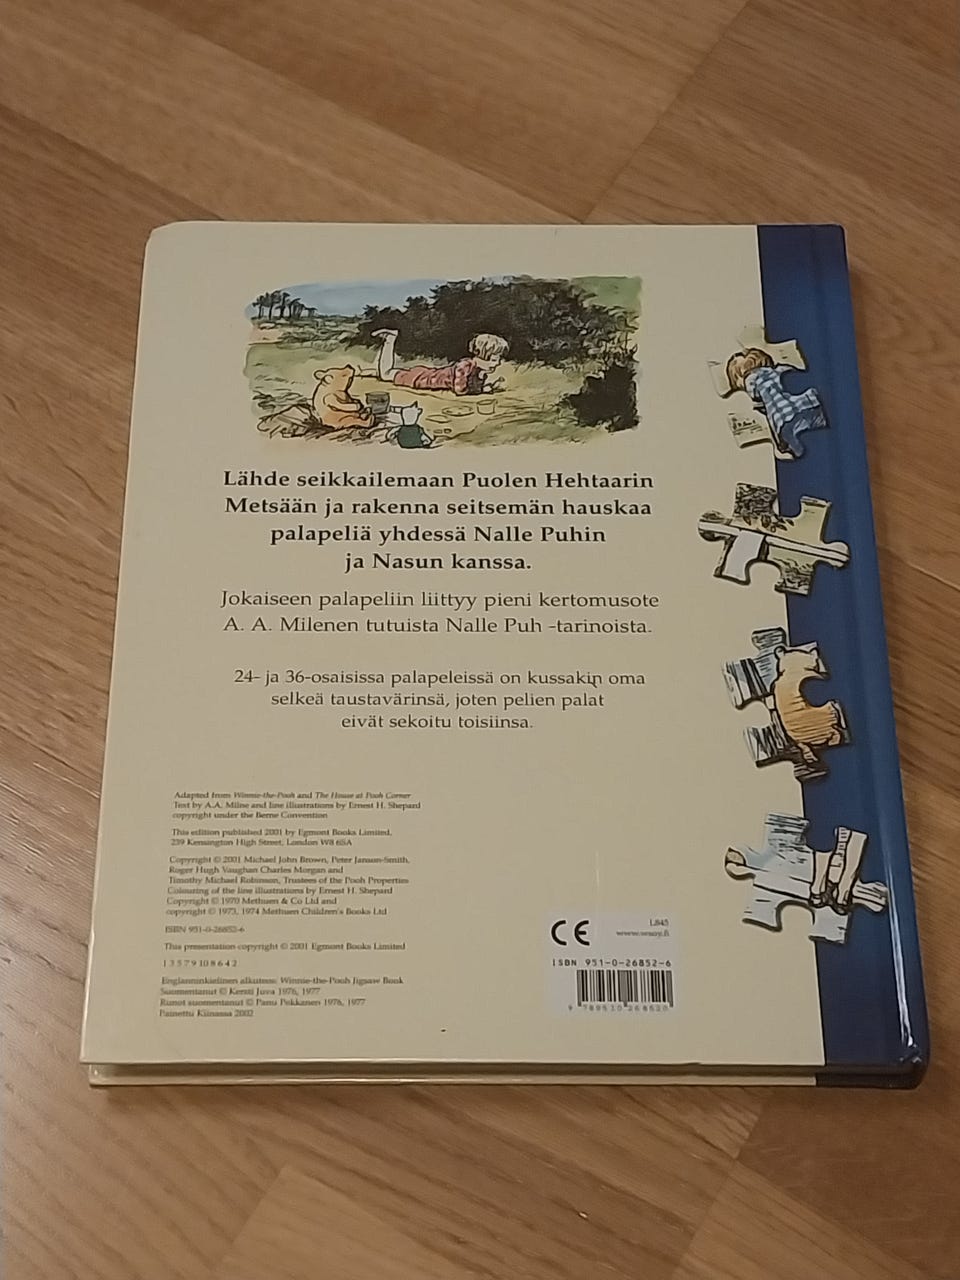 Lähde seikkailemaan Puolen Hehtaarin
Metsään ja rakenna seitsemän hauskaa
palapeliä yhdessä Nalle Puhin
ja Nasun kanssa.
Jokaiseen palapeliin liittyy pieni kertomusote
A. A. Milenen tutuista Nalle Puh -tarinoista.
24- ja 36-osaisissa palapeleissä on kussakin oma
selkeä taustavärinsä, joten pelien palat
eivät sekoitu toisiinsa.
Adapted from Winnie-the-Pooh and The House at Pooh Corner
Text by A.A. Milne and line illustrations by Ernest H. Shepard
copyright under the Berne Convention
This edition published 2001 by Egmont Books Limited,
239 Kensington High Street, London W8 6SA
Copyright © 2001 Michael John Brown, Peter Janson-Smith,
Roger Hugh Vaughan Charles Morgan and
Timothy Michael Robinson, Trustees of the Pooh Properties
Colouring of the line illustrations by Ernest H. Shepard
Copyright © 1970 Methuen & Co Ltd and
copyright © 1973, 1974 Methuen Children's Books Ltd
ISBN 951-0-26852-6
This presentation copyright © 2001 Egmont Books Limited
1 3 5 7 9 10 8 6 4 2
Englanninkielinen alkuteos: Winnie-the-Pooh Jigsaw Book
Suomentanut © Kersti Juva 1976, 1977
Runot suomentanut © Panu Pekkanen 1976, 1977
Painettu Kiinassa 2002
CE
L845
www.wsoy.fi
ISBN 951-0-26852-6
9 789510 268520